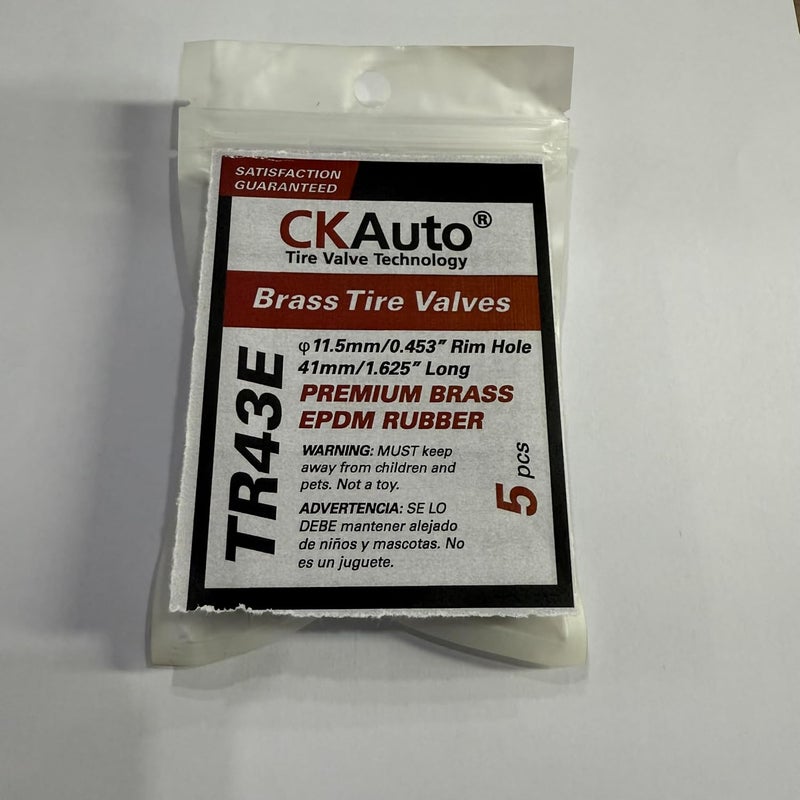 SATISFACTION
GUARANTEED
CKAuto®
Tire Valve Technology
Brass Tire Valves
TR43E
φ 11.5mm/0.453″ Rim Hole
41mm/1.625″ Long
PREMIUM BRASS
EPDM RUBBER
WARNING: MUST keep
away from children and
pets. Not a toy.
ADVERTENCIA: SE LO
DEBE mantener alejado
de niños y mascotas. No
es un juguete.
5 pcs